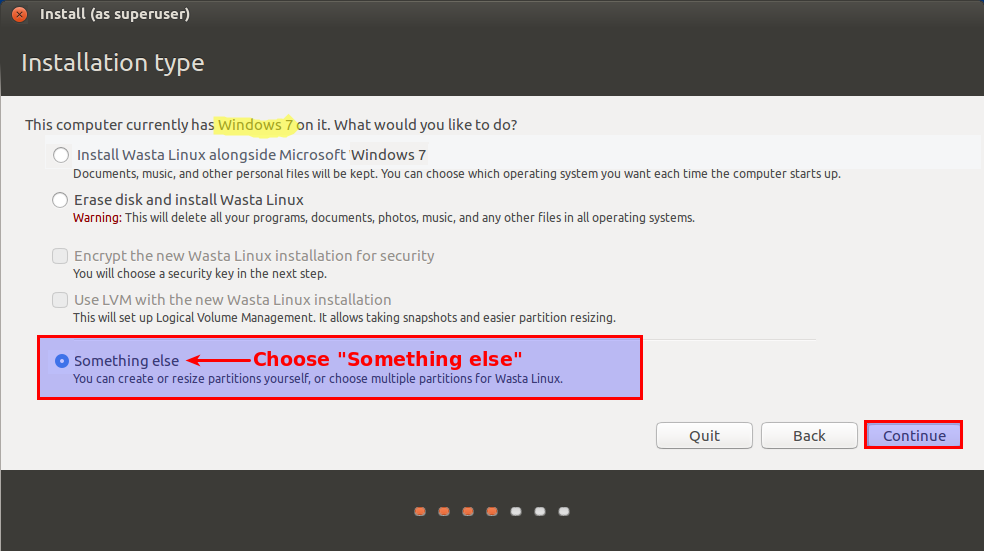 Install (as superuser)
Installation type
This computer currently has Windows 7 on it. What would you like to do?
Install Wasta Linux alongside Microsoft Windows 7
Documents, music, and other personal files will be kept. You can choose which operating system you want each time the computer starts up.
Erase disk and install Wasta Linux
Warning: This will delete all your programs, documents, photos, music, and any other files in all operating systems.
Encrypt the new Wasta Linux installation for security
You will choose a security key in the next step.
Use LVM with the new Wasta Linux installation
This will set up Logical Volume Management. It allows taking snapshots and easier partition resizing.
Something else Choose "Something else"
You can create or resize partitions yourself, or choose multiple partitions for Wasta Linux.
Quit Back Continue